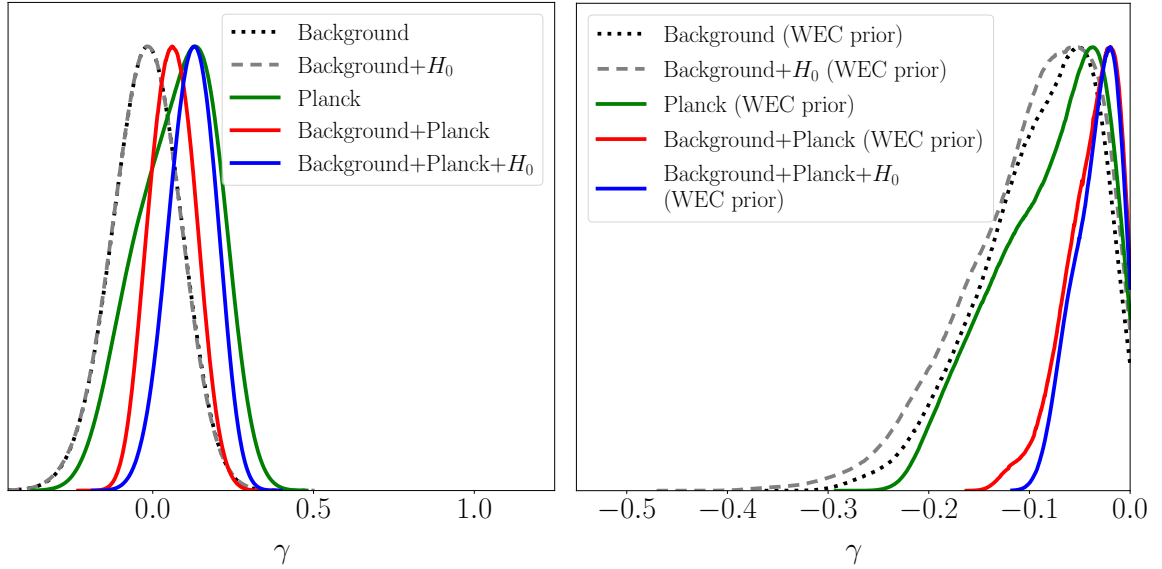 Background
Background+H₀
Planck
Background+Planck
Background+Planck+H₀
0.0 0.5 1.0
γ
Background (WEC prior)
Background+H₀ (WEC prior)
Planck (WEC prior)
Background+Planck (WEC prior)
Background+Planck+H₀
(WEC prior)
−0.5 −0.4 −0.3 −0.2 −0.1 0.0
γ